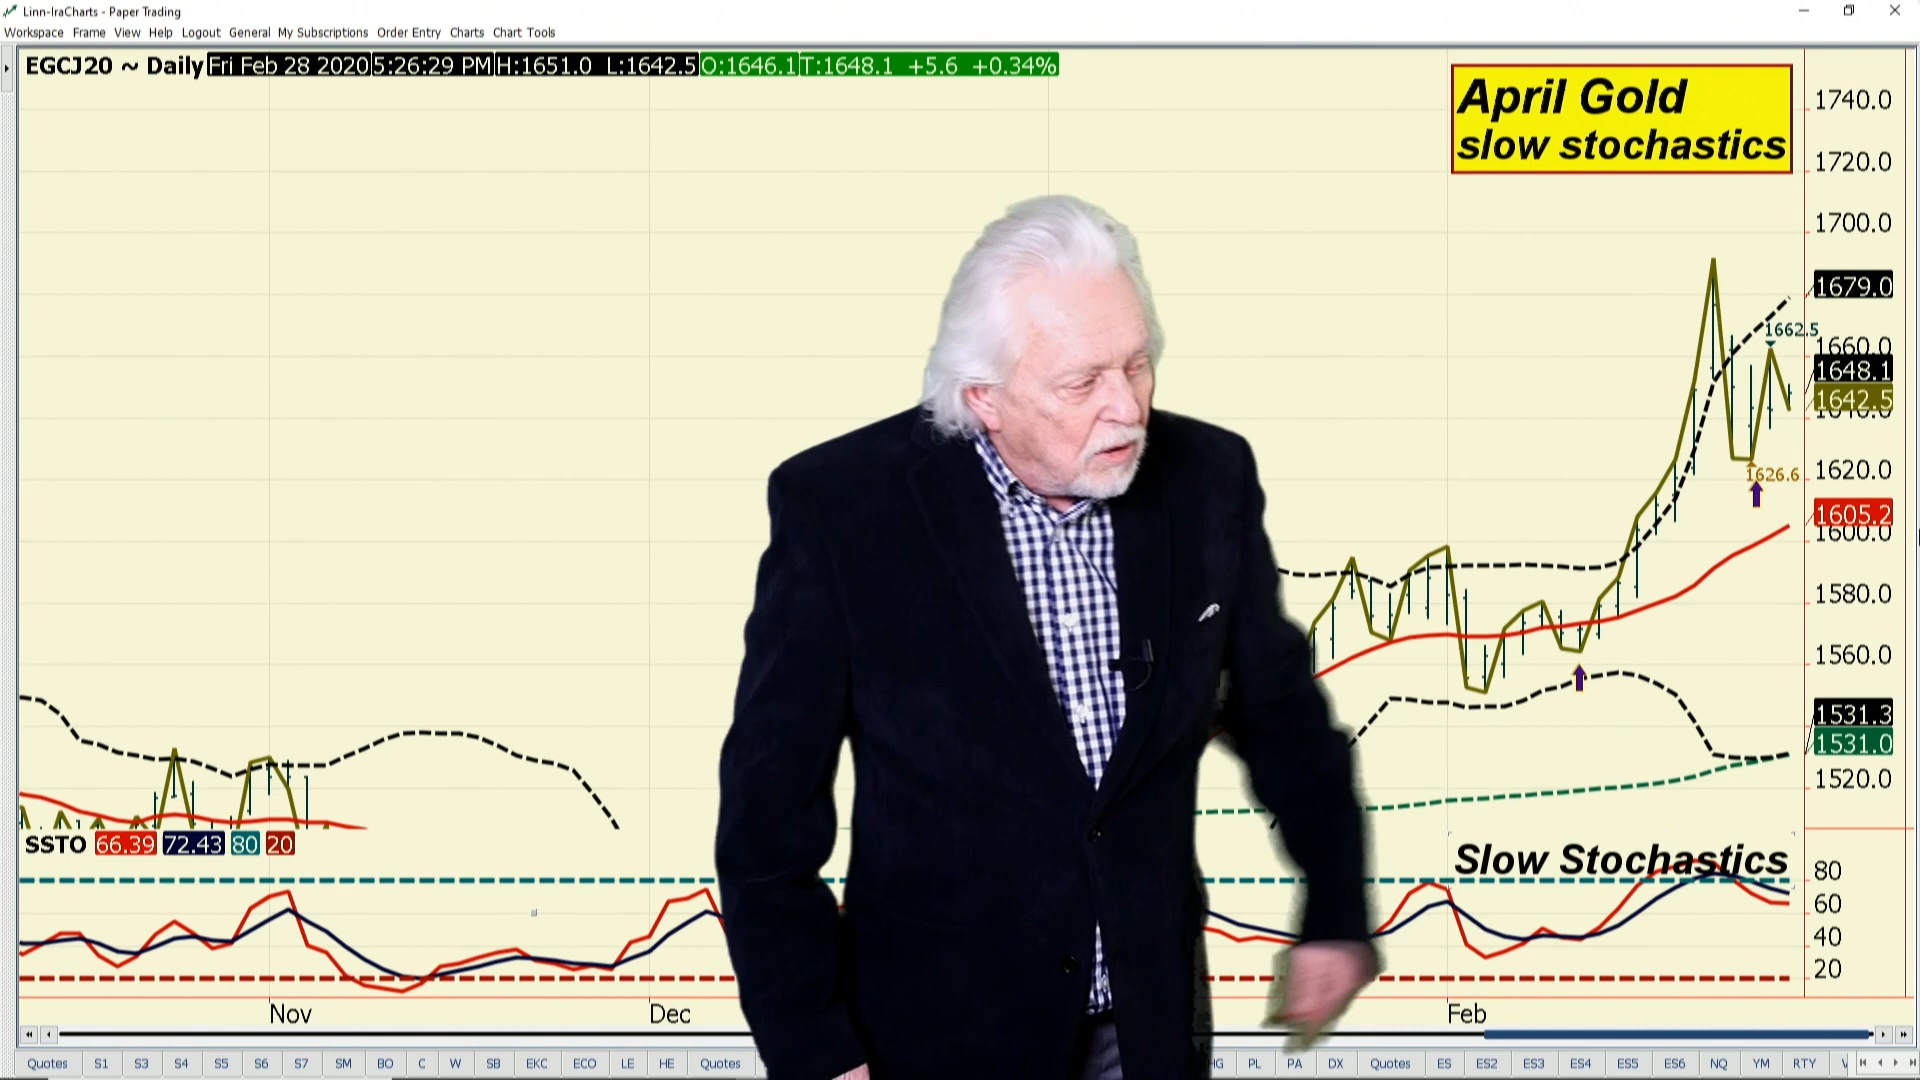 Linn-IraCharts - Paper Trading
Workspace Frame View Help Logout General My Subscriptions Order Entry Charts Chart Tools
EGCJ20 ~ Daily Fri Feb 28 2020 5:26:29 PM H:1651.0 L:1642.5 O:1646.1 T:1648.1 +5.6 +0.34%
April Gold
slow stochastics
1740.0
1720.0
1700.0
1679.0
1662.5
1660.0
1648.1
1642.5
1626.6
1620.0
1605.2
1600.0
1580.0
1560.0
1531.3
1531.0
1520.0
SSTO 66.39 72.43 80 20
Slow Stochastics
80
60
40
20
Nov Dec Feb
Quotes S1 S3 S4 S5 S6 S7 SM BO C W SB EKC ECO LE HE Quotes PL PA DX Quotes ES ES2 ES3 ES4 ES5 ES6 NQ YM RTY